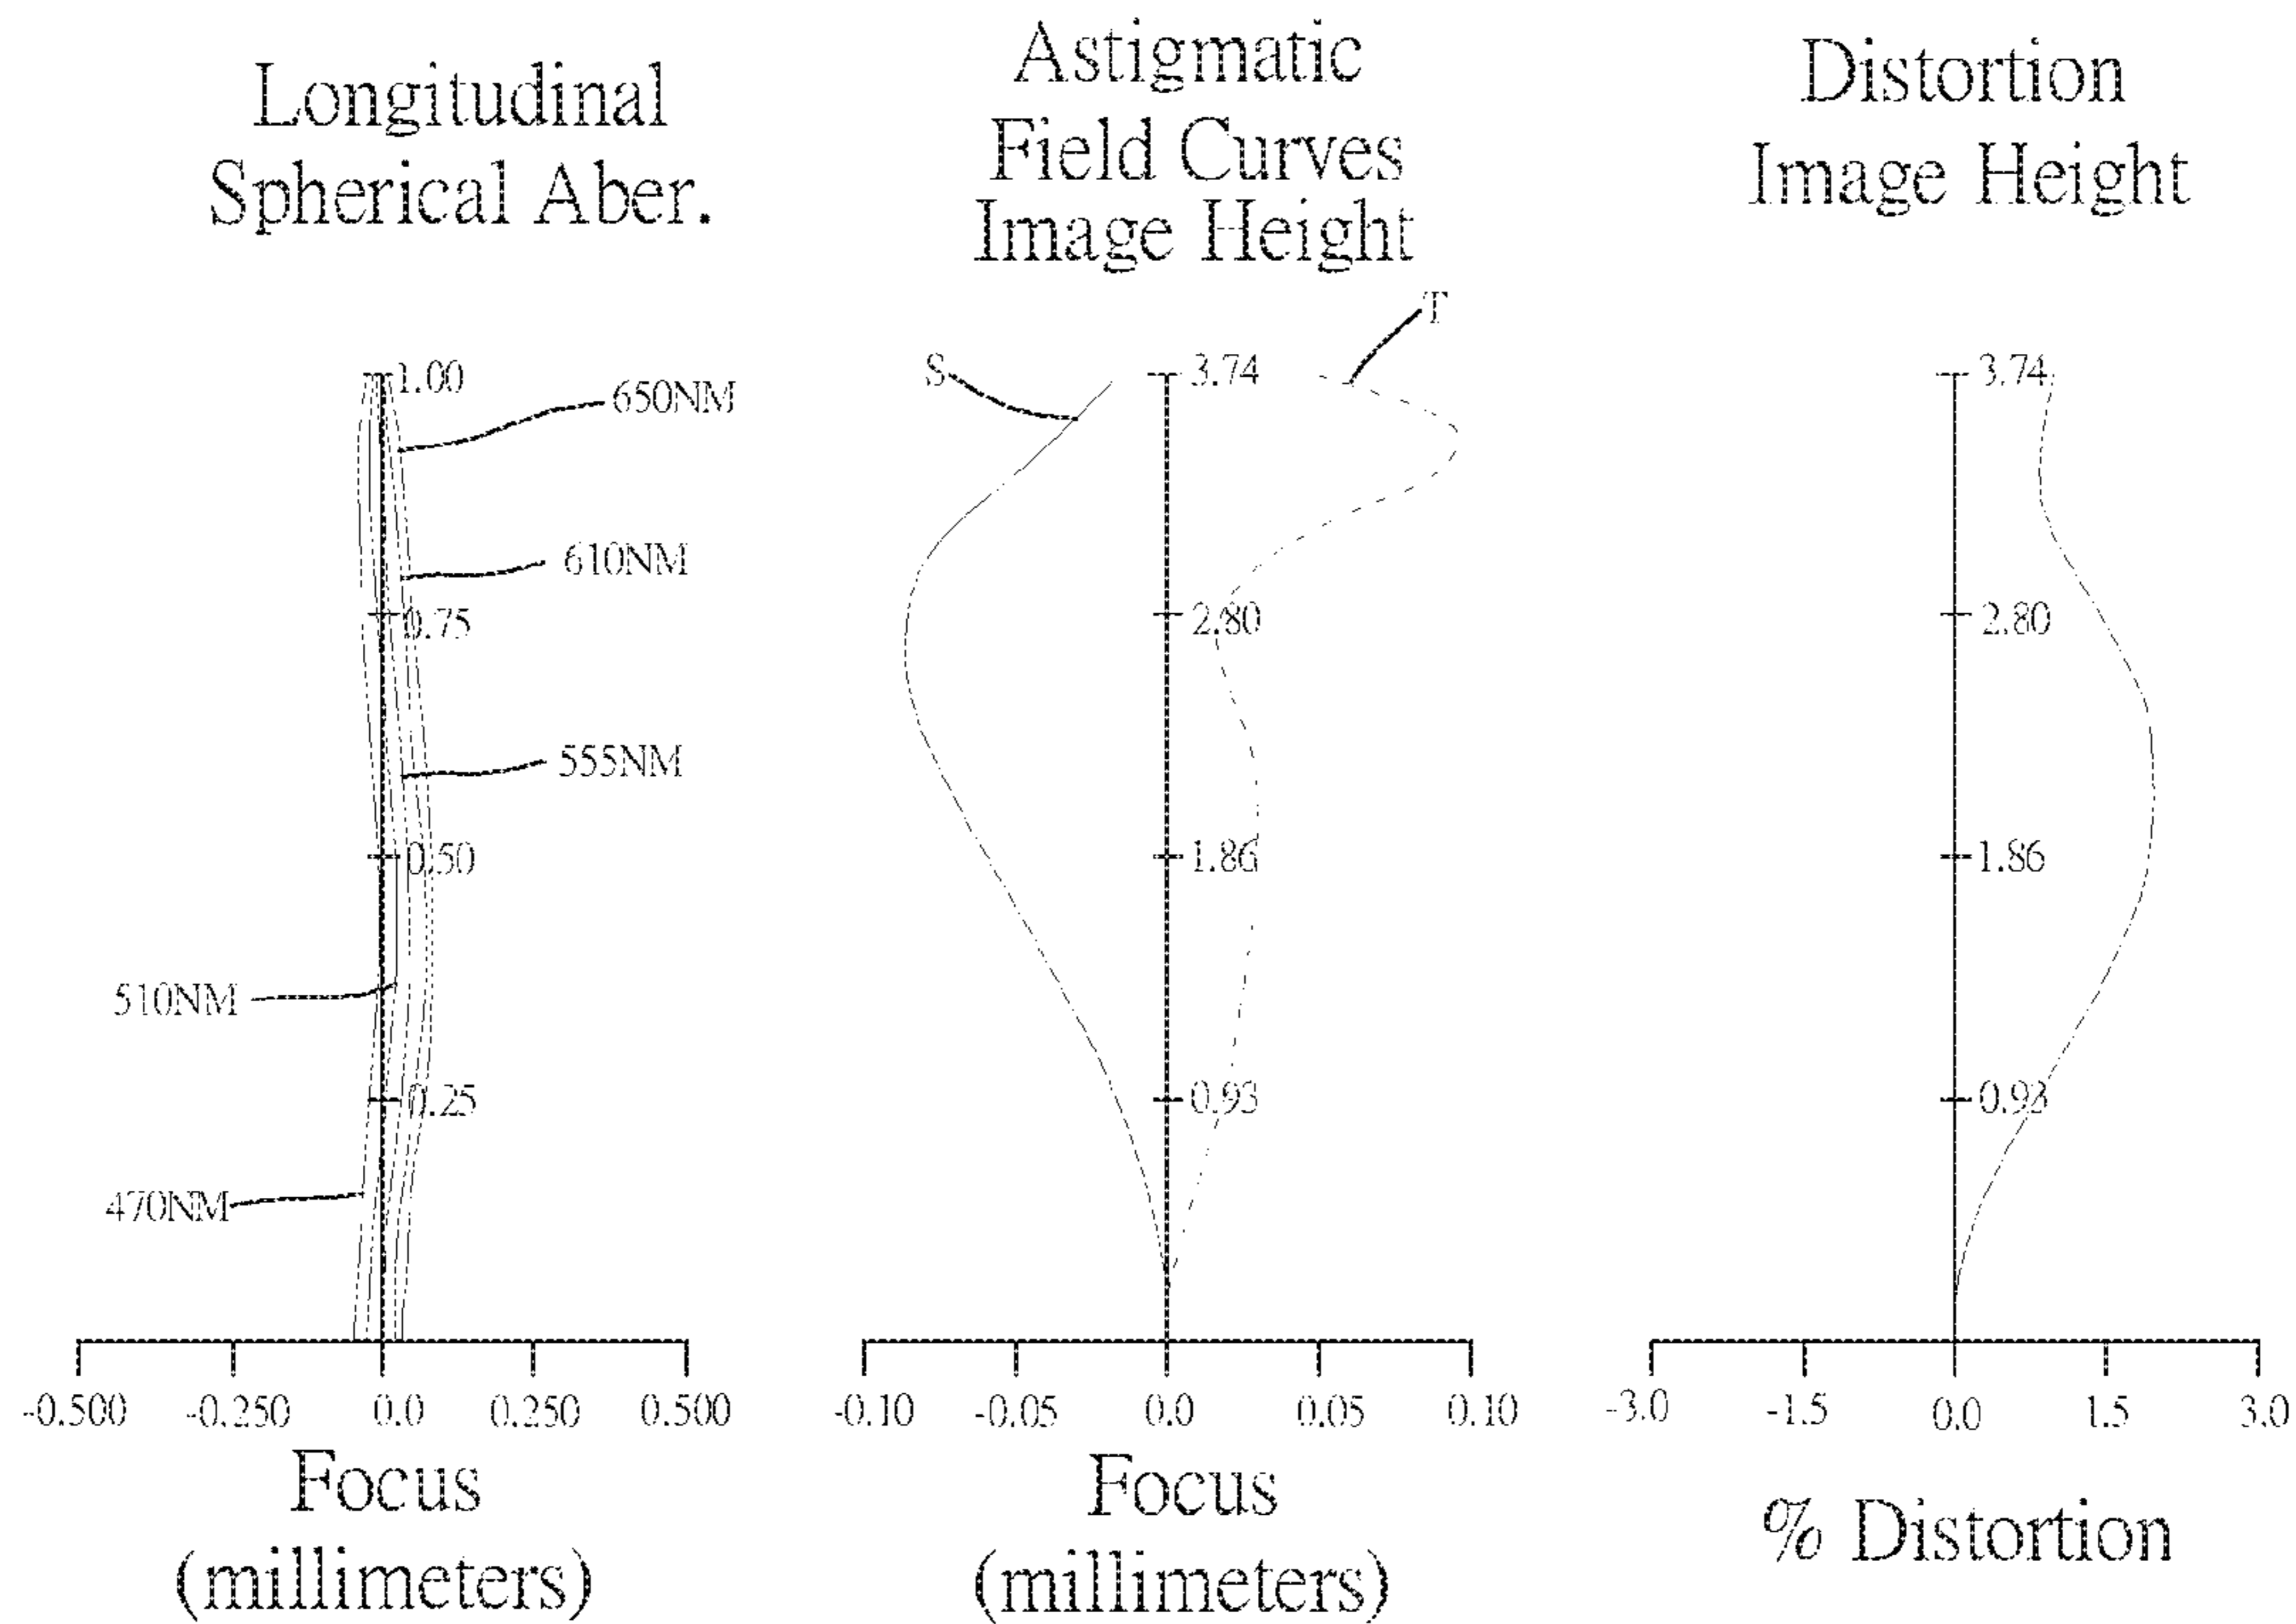 Longitudinal
Spherical Aber.
1.00
650NM
610NM
0.75
555NM
0.50
510NM
0.25
470NM
-0.500 -0.250 0.0 0.250 0.500
Focus
(millimeters)
Astigmatic
Field Curves
Image Height
T
S
3.74
2.80
1.86
0.93
-0.10 -0.05 0.0 0.05 0.10
Focus
(millimeters)
Distortion
Image Height
3.74
2.80
1.86
0.93
-3.0 -1.5 0.0 1.5 3.0
% Distortion